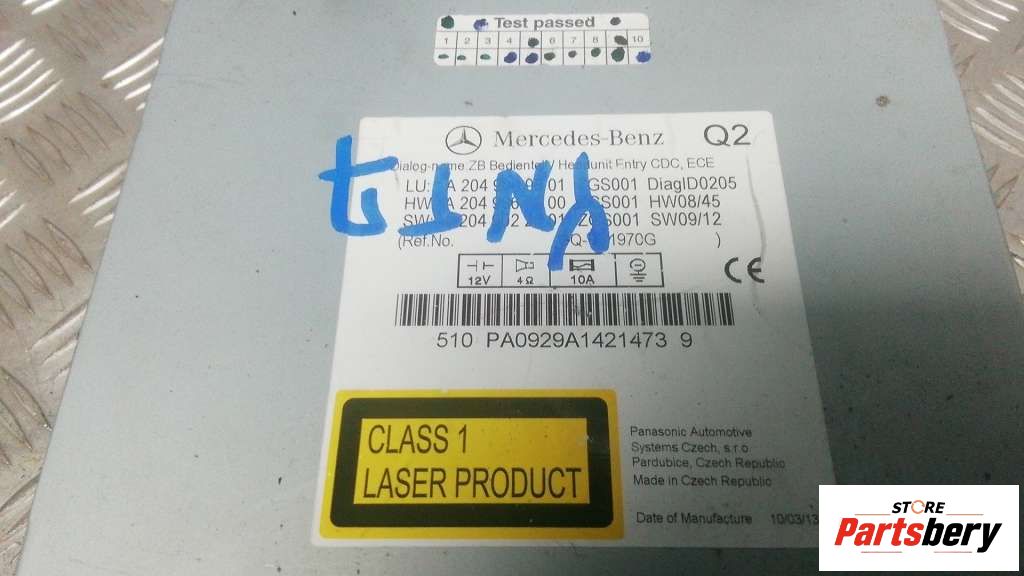 Test passed
1 2 3 4 5 6 7 8 10
Mercedes-Benz Q2
Dialog-name: ZB Bedienteil/ Headunit Entry CDC, ECE
LU: A 204 01 GS001 DiagID0205
HW: A 204 00 GS001 HW08/45
SW: 204 01 ZGS001 SW09/12
(Ref.No. 1970G )
12V 4Ω 10A
CE
510 PA0929A1421473 9
CLASS 1
LASER PRODUCT
Panasonic Automotive
Systems Czech, s.r.o
Pardubice, Czech Republic
Made in Czech Republic
Date of Manufacture 10/03/13
STORE
Partsbery